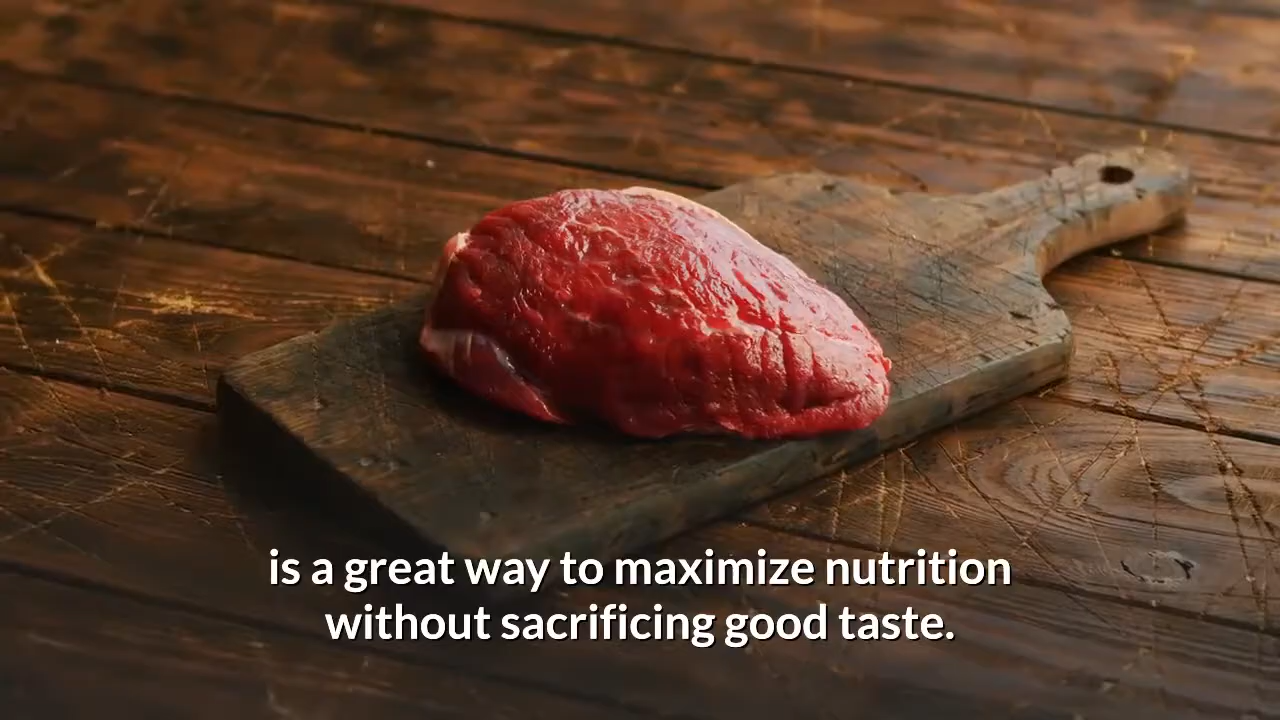 is a great way to maximize nutrition
without sacrificing good taste.